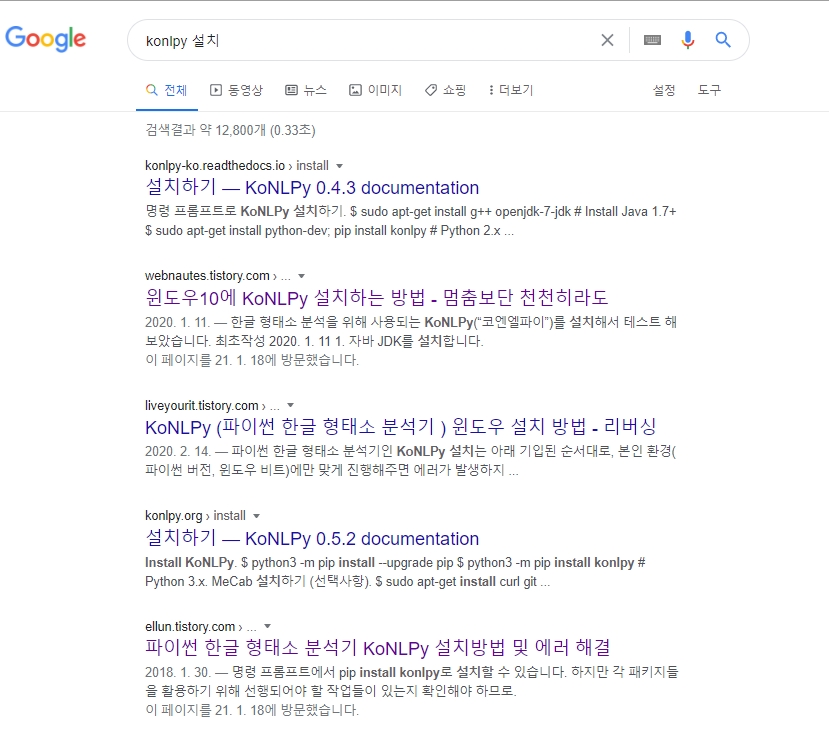 Google
konlpy 설치
전체 동영상 뉴스 이미지 쇼핑 더보기 설정 도구
검색결과 약 12,800개 (0.33초)
konlpy-ko.readthedocs.io › install
설치하기 — KoNLPy 0.4.3 documentation
명령 프롬프트로 KoNLPy 설치하기. $ sudo apt-get install g++ openjdk-7-jdk # Install Java 1.7+
$ sudo apt-get install python-dev; pip install konlpy # Python 2.x ...
webnautes.tistory.com › ...
윈도우10에 KoNLPy 설치하는 방법 - 멈춤보단 천천히라도
2020. 1. 11. — 한글 형태소 분석을 위해 사용되는 KoNLPy(“코엔엘파이”)를 설치해서 테스트 해
보았습니다. 최초작성 2020. 1. 11 1. 자바 JDK를 설치합니다.
이 페이지를 21. 1. 18에 방문했습니다.
liveyourit.tistory.com › ...
KoNLPy (파이썬 한글 형태소 분석기 ) 윈도우 설치 방법 - 리버싱
2020. 2. 14. — 파이썬 한글 형태소 분석기인 KoNLPy 설치는 아래 기입된 순서대로, 본인 환경(
파이썬 버전, 윈도우 비트)에만 맞게 진행해주면 에러가 발생하지 ...
konlpy.org › install
설치하기 — KoNLPy 0.5.2 documentation
Install KoNLPy. $ python3 -m pip install --upgrade pip $ python3 -m pip install konlpy #
Python 3.x. MeCab 설치하기 (선택사항). $ sudo apt-get install curl git ...
ellun.tistory.com › ...
파이썬 한글 형태소 분석기 KoNLPy 설치방법 및 에러 해결
2018. 1. 30. — 명령 프롬프트에서 pip install konlpy로 설치할 수 있습니다. 하지만 각 패키지들
을 활용하기 위해 선행되어야 할 작업들이 있는지 확인해야 하므로.
이 페이지를 21. 1. 18에 방문했습니다.